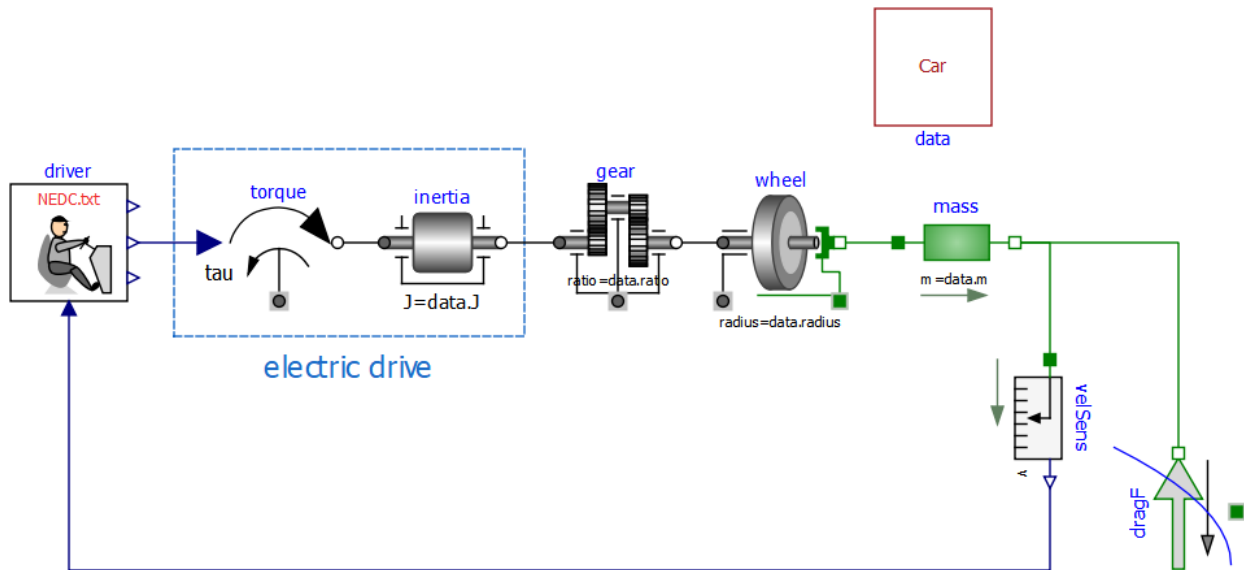 Car
data
driver
NEDC.txt
torque
inertia
gear
wheel
mass
tau
J=data.J
ratio=data.ratio
radius=data.radius
m =data.m
electric drive
velSens
v
dragF